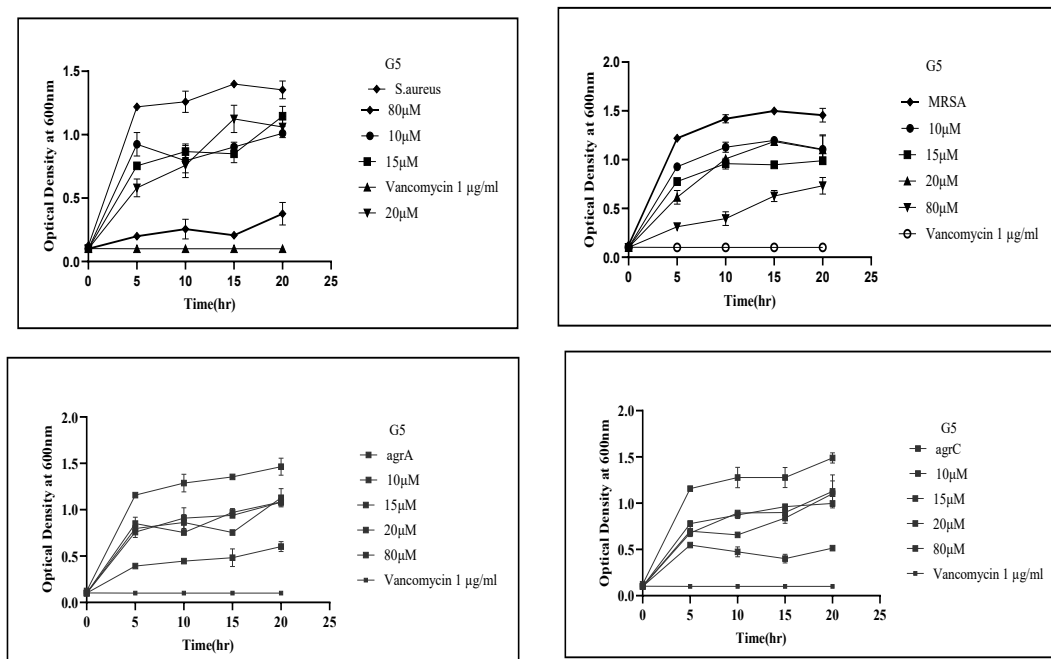 G5
S.aureus
80µM
10µM
15µM
Vancomycin 1 µg/ml
20µM
Optical Density at 600nm
1.5
1.0
0.5
0.0
0 5 10 15 20 25
Time(hr)
G5
MRSA
10µM
15µM
20µM
80µM
Vancomycin 1 µg/ml
Optical Density at 600nm
2.0
1.5
1.0
0.5
0.0
0 5 10 15 20 25
Time(hr)
G5
agrA
10µM
15µM
20µM
80µM
Vancomycin 1 µg/ml
Optical Density at 600nm
2.0
1.5
1.0
0.5
0.0
0 5 10 15 20 25
Time(hr)
G5
agrC
10µM
15µM
20µM
80µM
Vancomycin 1 µg/ml
Optical Density at 600nm
2.0
1.5
1.0
0.5
0.0
0 5 10 15 20 25
Time(hr)